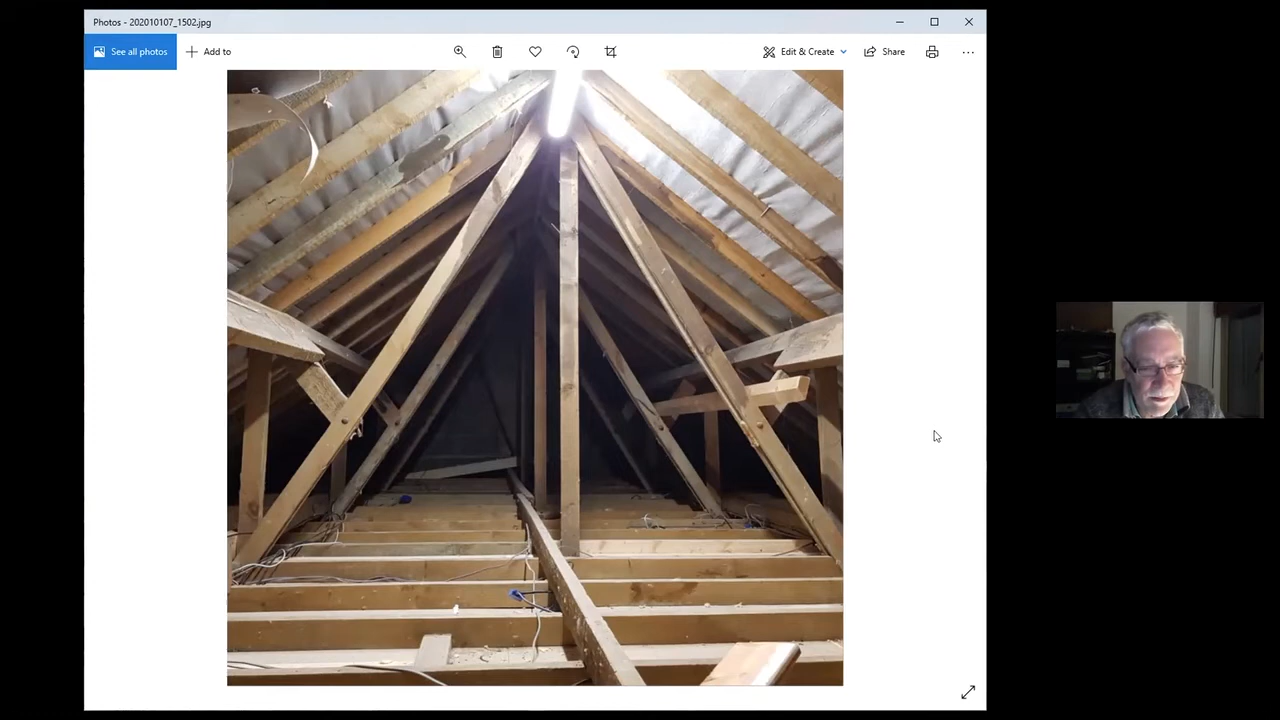 Photos - 202010107_1502.jpg
See all photos
Add to
Edit & Create
Share